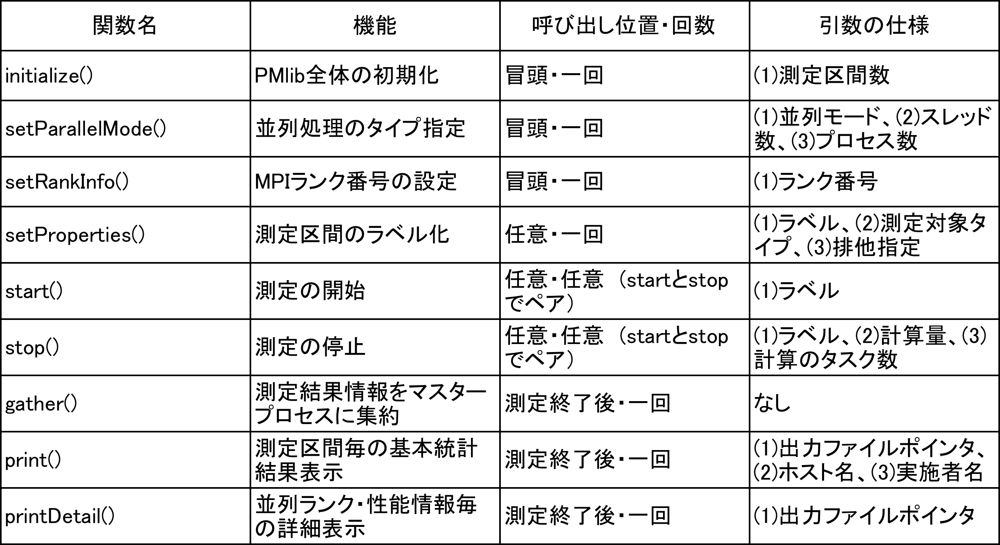 関数名
機能
呼び出し位置・回数
引数の仕様
initialize()
PMlib全体の初期化
冒頭・一回
(1)測定区間数
setParallelMode()
並列処理のタイプ指定
冒頭・一回
(1)並列モード、(2)スレッド
数、(3)プロセス数
setRankInfo()
MPIランク番号の設定
冒頭・一回
(1)ランク番号
setProperties()
測定区間のラベル化
任意・一回
(1)ラベル、(2)測定対象タ
イプ、(3)排他指定
start()
測定の開始
任意・任意　(startとstop
でペア）
(1)ラベル
stop()
測定の停止
任意・任意　(startとstop
でペア）
(1)ラベル、(2)計算量、(3)
計算のタスク数
gather()
測定結果情報をマスター
プロセスに集約
測定終了後・一回
なし
print()
測定区間毎の基本統計
結果表示
測定終了後・一回
(1)出力ファイルポインタ、
(2)ホスト名、(3)実施者名
printDetail()
並列ランク・性能情報毎
の詳細表示
測定終了後・一回
(1)出力ファイルポインタ